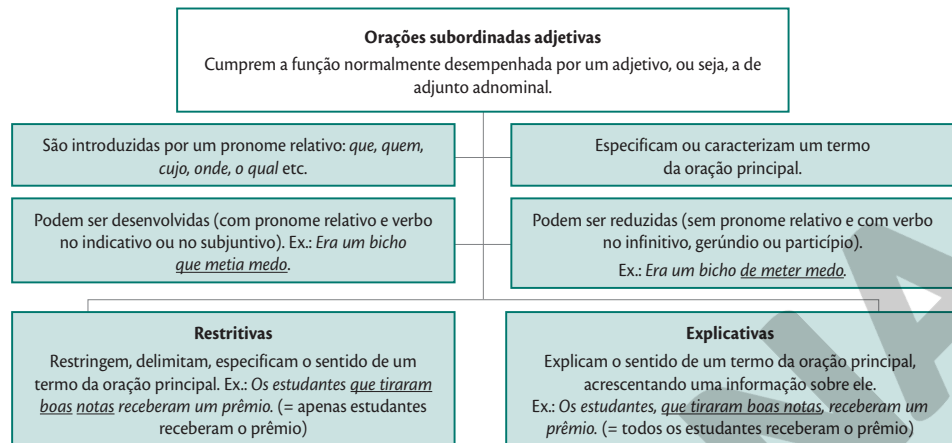 Orações subordinadas adjetivas
Cumprem a função normalmente desempenhada por um adjetivo, ou seja, a de
adjunto adnominal.
São introduzidas por um pronome relativo: que, quem,
cujo, onde, o qual etc.
Especificam ou caracterizam um termo
da oração principal.
Podem ser desenvolvidas (com pronome relativo e verbo
no indicativo ou no subjuntivo). Ex.: Era um bicho
que metia medo.
Podem ser reduzidas (sem pronome relativo e com verbo
no infinitivo, gerúndio ou particípio).
Ex.: Era um bicho de meter medo.
Restritivas
Restringem, delimitam, especificam o sentido de um
termo da oração principal. Ex.: Os estudantes que tiraram
boas notas receberam um prêmio. (= apenas estudantes
receberam o prêmio)
Explicativas
Explicam o sentido de um termo da oração principal,
acrescentando uma informação sobre ele.
Ex.: Os estudantes, que tiraram boas notas, receberam um
prêmio. (= todos os estudantes receberam o prêmio)
NA